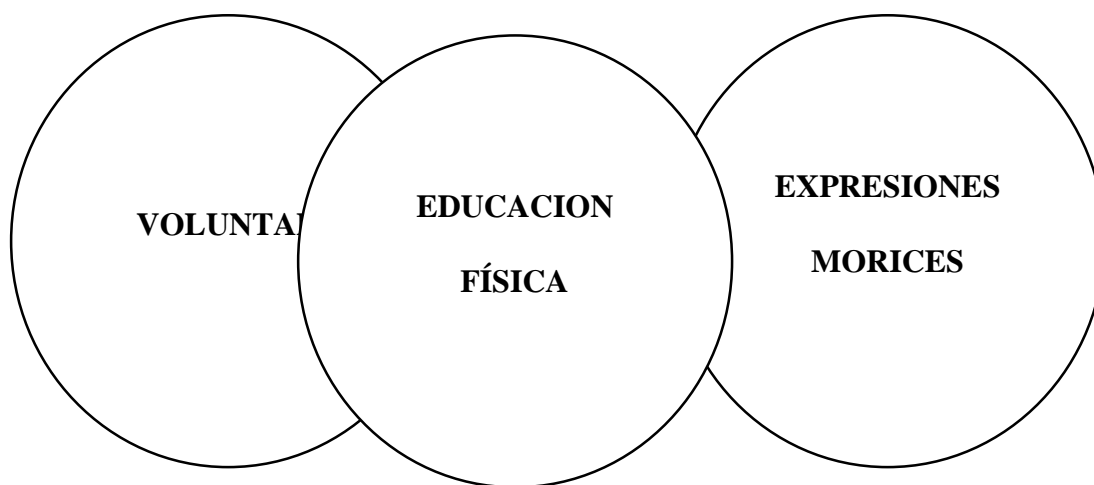 VOLUNTA
EDUCACION
FÍSICA
EXPRESIONES
MORICES